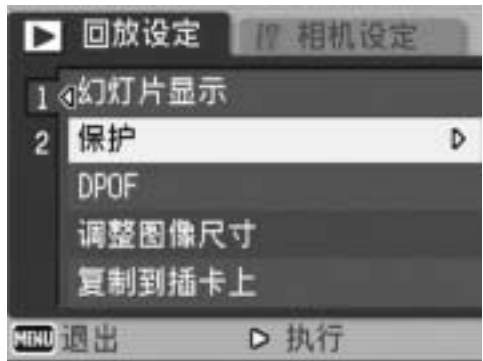 回放设定 相机设定
1 幻灯片显示
2 保护
DPOF
调整图像尺寸
复制到插卡上
MENU 退出 执行